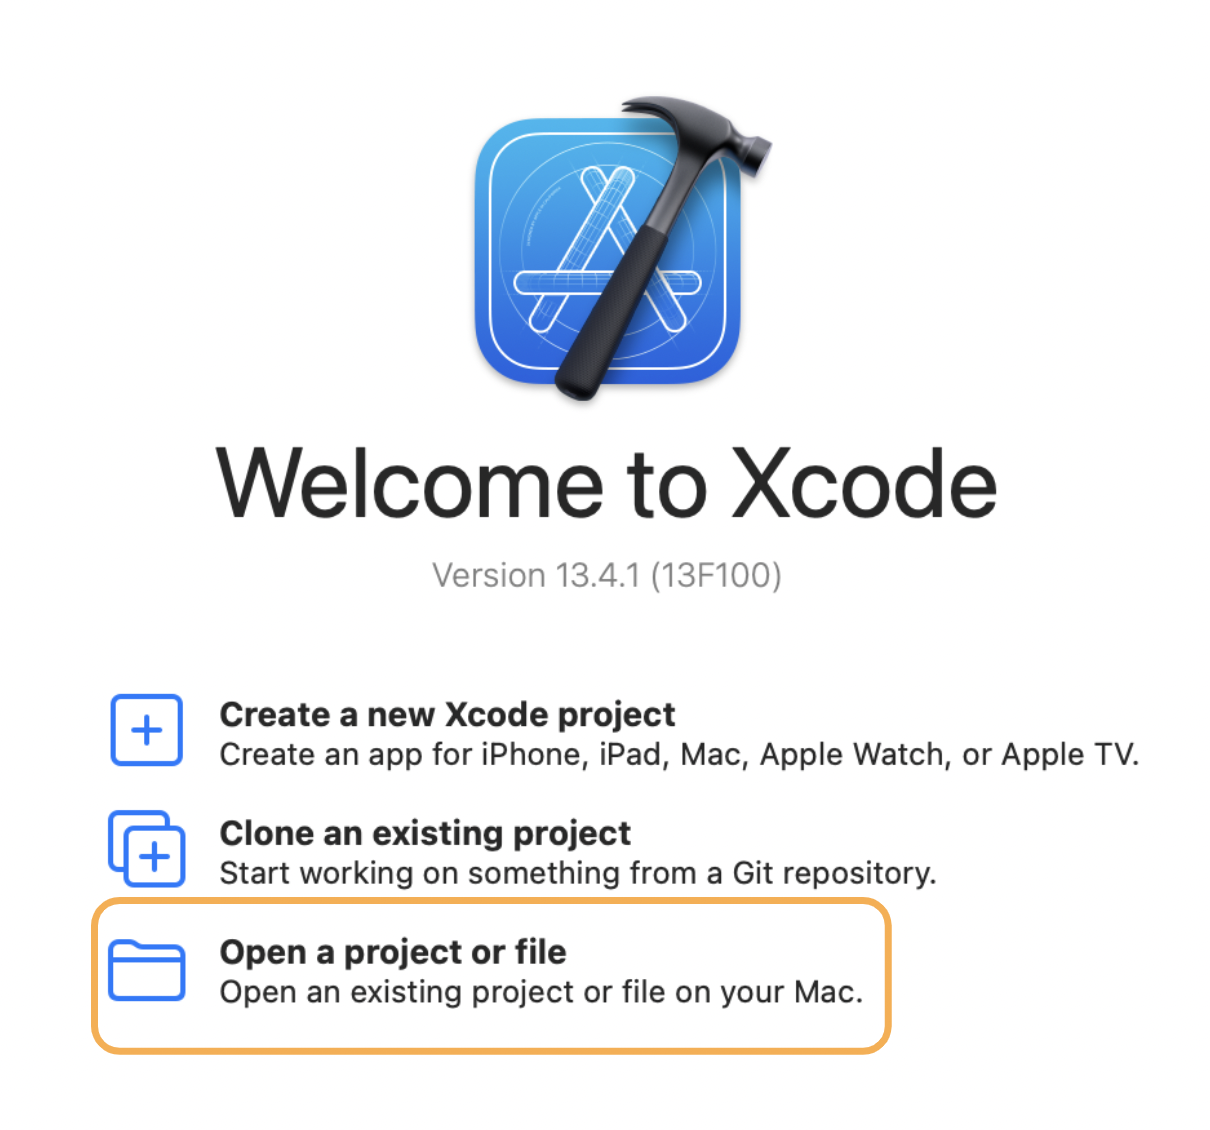 Welcome to Xcode
Version 13.4.1 (13F100)
Create a new Xcode project
Create an app for iPhone, iPad, Mac, Apple Watch, or Apple TV.
Clone an existing project
Start working on something from a Git repository.
Open a project or file
Open an existing project or file on your Mac.